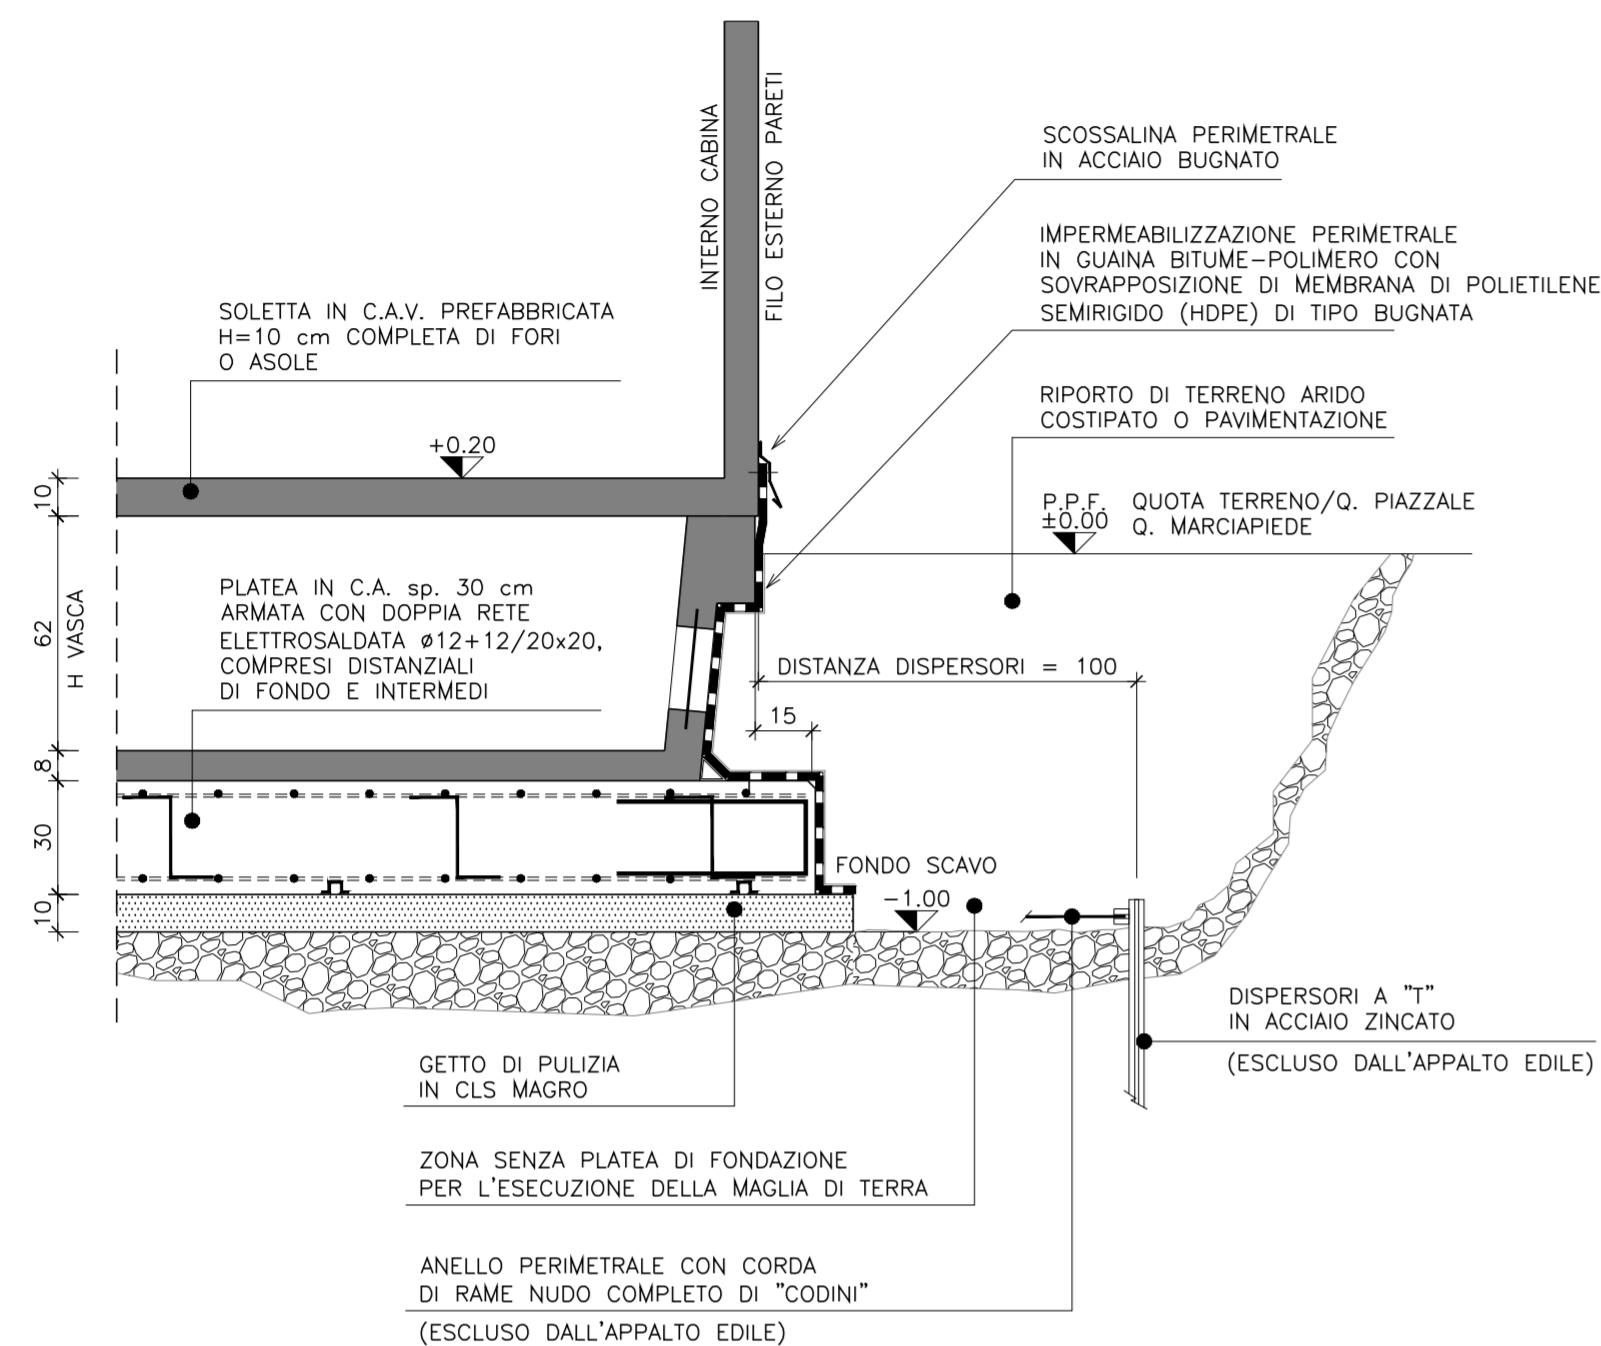 INTERNO CABINA
FILO ESTERNO PARETI
SCOSSALINA PERIMETRALE
IN ACCIAIO BUGNATO
IMPERMEABILIZZAZIONE PERIMETRALE
IN GUAINA BITUME-POLIMERO CON
SOVRAPPOSIZIONE DI MEMBRANA DI POLIETILENE
SEMIRIGIDO (HDPE) DI TIPO BUGNATA
SOLETTA IN C.A.V. PREFABBRICATA
H=10 cm COMPLETA DI FORI
O ASOLE
RIPORTO DI TERRENO ARIDO
COSTIPATO O PAVIMENTAZIONE
+0.20
10
P.P.F. QUOTA TERRENO/Q. PIAZZALE
±0.00 Q. MARCIAPIEDE
PLATEA IN C.A. sp. 30 cm
ARMATA CON DOPPIA RETE
ELETTROSALDATA ø12+12/20x20,
COMPRESI DISTANZIALI
DI FONDO E INTERMEDI
62
H VASCA
DISTANZA DISPERSORI = 100
15
8
30
FONDO SCAVO
-1.00
10
DISPERSORI A "T"
IN ACCIAIO ZINCATO
(ESCLUSO DALL'APPALTO EDILE)
GETTO DI PULIZIA
IN CLS MAGRO
ZONA SENZA PLATEA DI FONDAZIONE
PER L'ESECUZIONE DELLA MAGLIA DI TERRA
ANELLO PERIMETRALE CON CORDA
DI RAME NUDO COMPLETO DI "CODINI"
(ESCLUSO DALL'APPALTO EDILE)